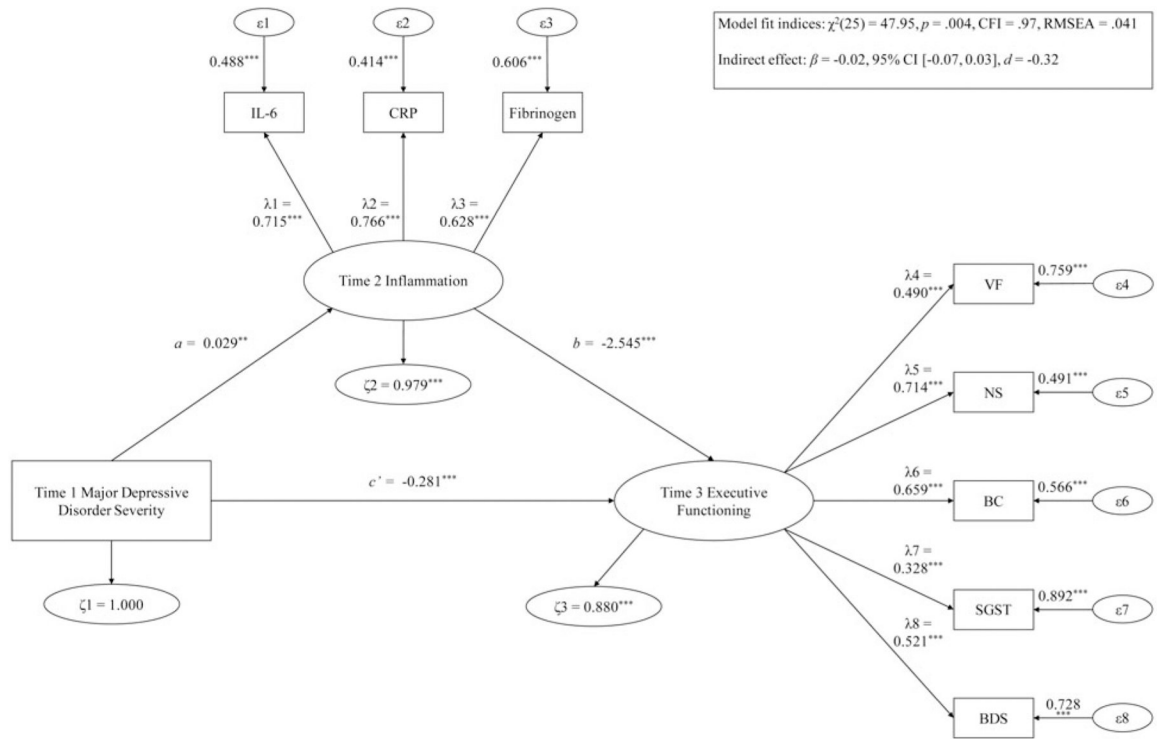 ε1
ε2
ε3
Model fit indices: χ²(25) = 47.95, p = .004, CFI = .97, RMSEA = .041
Indirect effect: β = -0.02, 95% CI [-0.07, 0.03], d = -0.32
0.488***
0.414***
0.606***
IL-6
CRP
Fibrinogen
λ1 =
0.715***
λ2 =
0.766***
λ3 =
0.628***
Time 2 Inflammation
a = 0.029**
b = -2.545***
ζ2 = 0.979***
λ4 =
0.490***
VF
0.759***
ε4
λ5 =
0.714***
NS
0.491***
ε5
Time 1 Major Depressive
Disorder Severity
c' = -0.281***
Time 3 Executive
Functioning
λ6 =
0.659***
BC
0.566***
ε6
ζ1 = 1.000
ζ3 = 0.880***
λ7 =
0.328***
SGST
0.892***
ε7
λ8 =
0.521***
BDS
0.728
***
ε8